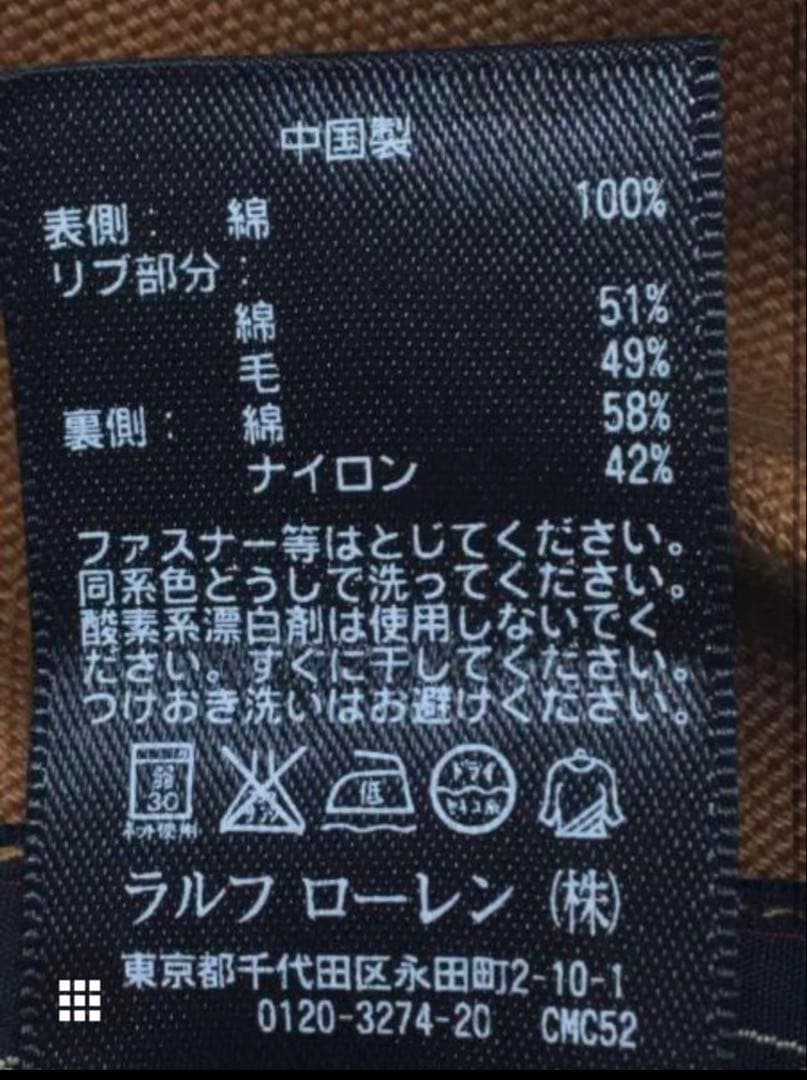 中国製
表側： 綿 100%
リブ部分：
綿 51%
毛 49%
裏側： 綿 58%
ナイロン 42%
ファスナー等はとじてください。
同系色どうしで洗ってください。
酸素系漂白剤は使用しないでく
ださい。すぐに干してください。
つけおき洗いはお避けください。
弱 30 低 ドライ セキユ系
ネット使用
ラルフ ローレン (株)
東京都千代田区永田町2-10-1
0120-3274-20 CMC52